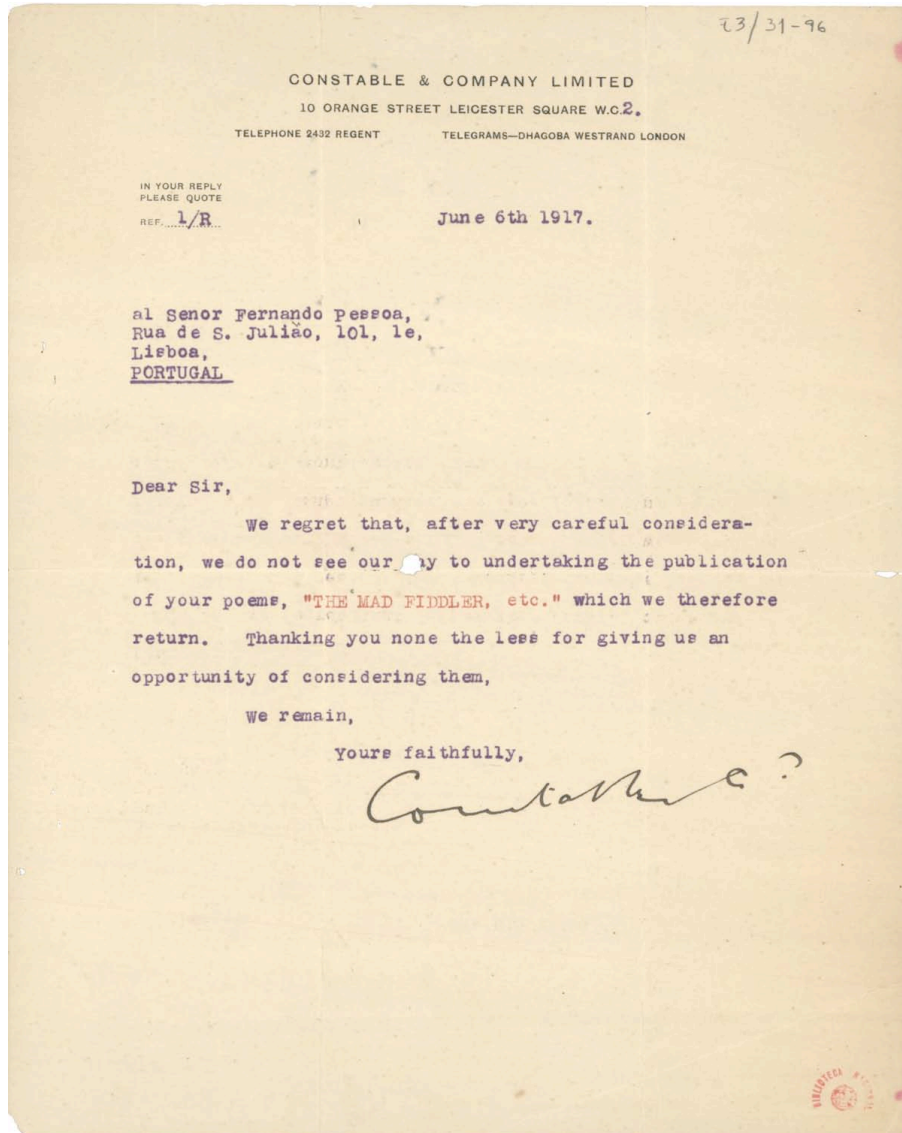 E3/31-96
CONSTABLE & COMPANY LIMITED
10 ORANGE STREET LEICESTER SQUARE W.C.2.
TELEPHONE 2432 REGENT TELEGRAMS—DHAGOBA WESTRAND LONDON
IN YOUR REPLY
PLEASE QUOTE
REF. 1/R June 6th 1917.
al Senor Fernando Pessoa,
Rua de S. Julião, 101, 1e,
Lisboa,
PORTUGAL
Dear Sir,
We regret that, after very careful considera-
tion, we do not see our ay to undertaking the publication
of your poems, "THE MAD FIDDLER, etc." which we therefore
return. Thanking you none the less for giving us an
opportunity of considering them,
We remain,
Yours faithfully,
Constable & Co
BIBLIOTECA